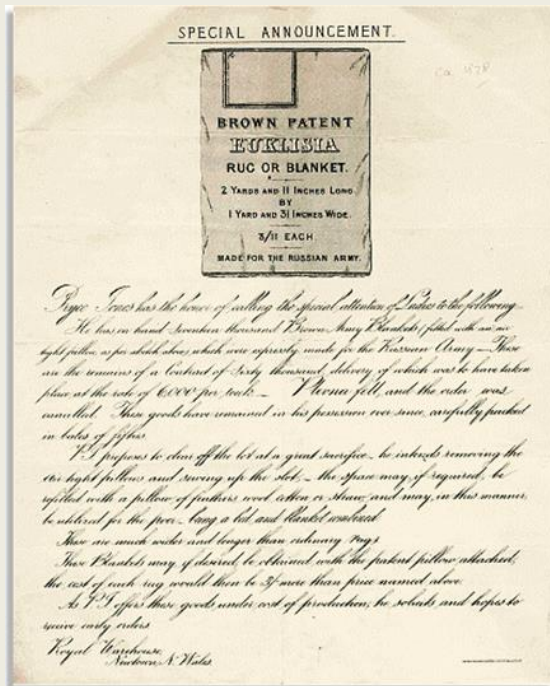 SPECIAL ANNOUNCEMENT.
ca 1878
BROWN PATENT
EUKLISIA
RUG OR BLANKET.
2 YARDS AND 11 INCHES LONG
BY
1 YARD AND 31 INCHES WIDE.
3/11 EACH
MADE FOR THE RUSSIAN ARMY.
Pryce Jones has the honor of calling the special attention of Ladies to the following
He has on hand Seventeen thousand Brown Army Blankets (fitted with an air
tight pillow, as per sketch above) which were expressly made for the Russian Army — These
are the remains of a Contract of Sixty thousand, delivery of which was to have taken
place at the rate of 6,000 per week — Plevna fell, and the order was
cancelled. These goods have remained in his possession ever since, carefully packed
in bales of fifties.
P.J. proposes to clear off the lot at a great sacrifice — he intends removing the
air tight pillows and sewing up the slot — the space may, if required, be
refilled with a pillow of feathers wool cotton or straw, and may, in this manner,
be utilized for the poor — being a bed and blanket combined.
These are much wider and longer than ordinary rugs
These Blankets may, if desired, be obtained with the patent pillow attached,
the cost of each rug would then be 3/- more than price named above.
As P.J. offers these goods under cost of production, he solicits and hopes to
receive early orders
Royal Warehouse,
Newtown, N. Wales